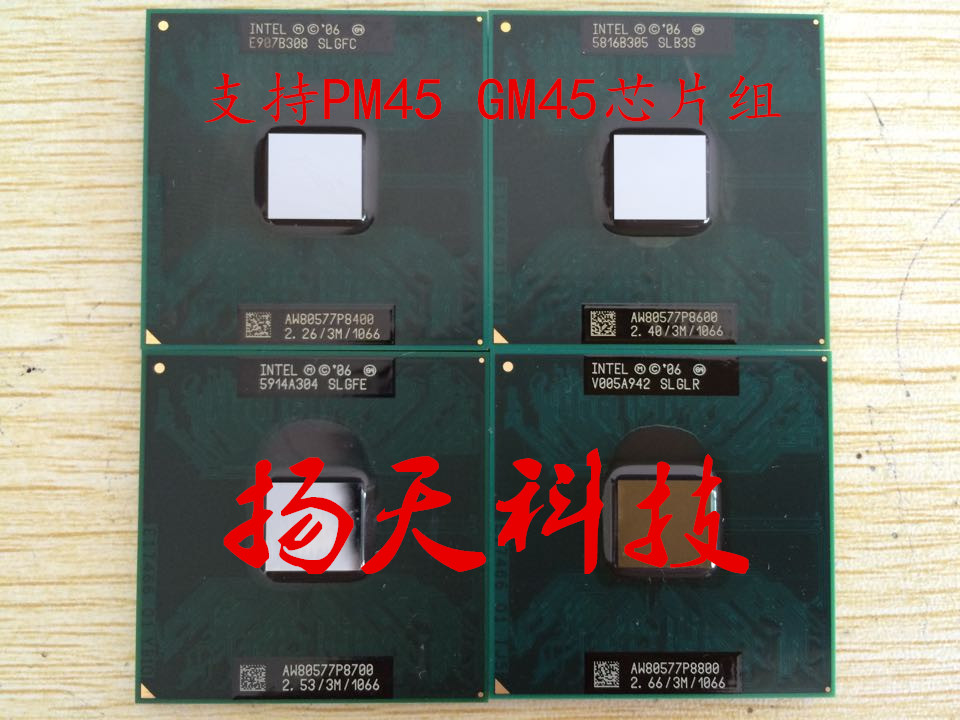 INTEL Ⓜ ©'06
E907B308 SLGFC
INTEL Ⓜ ©'06
5816B305 SLB3S
支持PM45 GM45芯片组
AW80577P8400
2.26/3M/1066
AW80577P8600
2.40/3M/1066
INTEL Ⓜ ©'06
5914A304 SLGFE
INTEL Ⓜ ©'06
V005A942 SLGLR
扬天科技
AW80577P8700
2.53/3M/1066
AW80577P8800
2.66/3M/1066